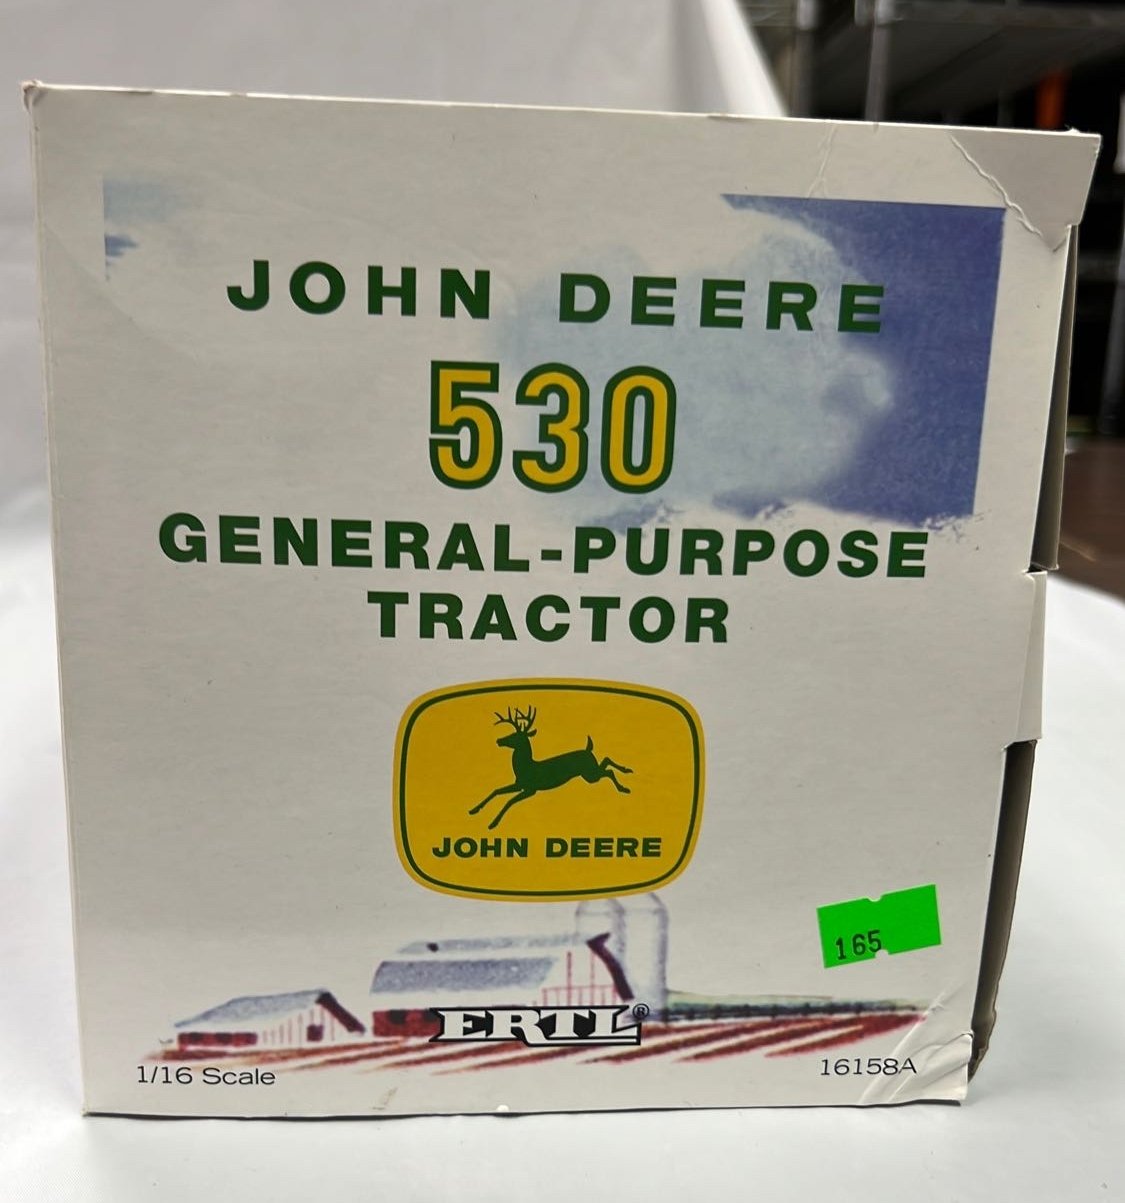 JOHN DEERE
530
GENERAL-PURPOSE
TRACTOR
JOHN DEERE
165
ERTL®
1/16 Scale
16158A